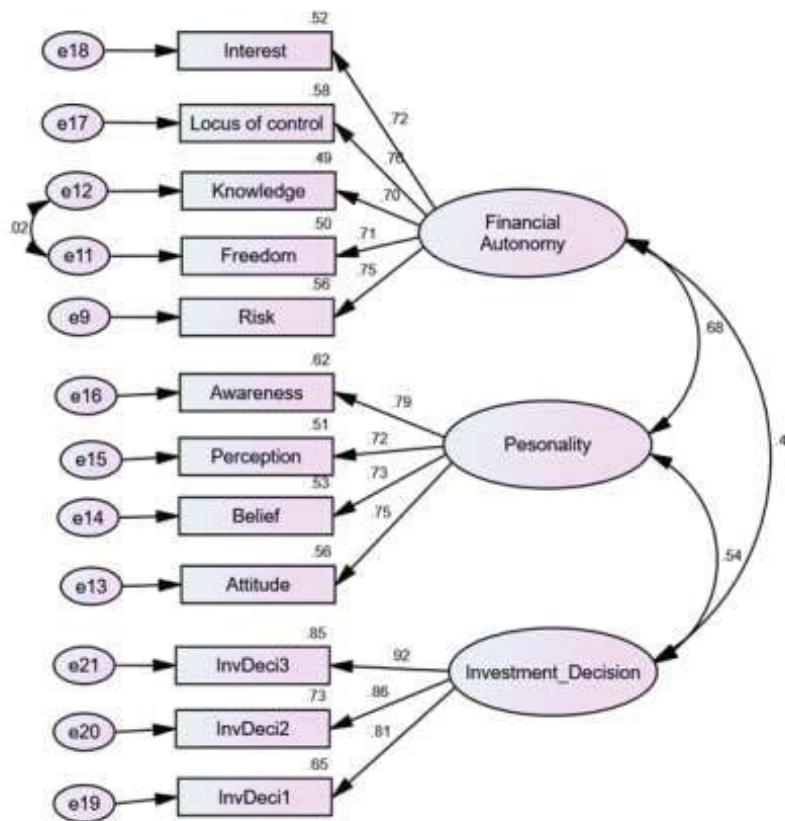 .52
e18
Interest
.72
.58
e17
Locus of control
.76
.49
e12
Knowledge
.70
Financial
Autonomy
.02
.50
e11
Freedom
.71
.75
.56
e9
Risk
.68
.62
e16
Awareness
.79
.51
e15
Perception
.72
Pesonality
.4
.53
e14
Belief
.73
.75
.56
e13
Attitude
.54
.85
e21
InvDeci3
.92
Investment_Decision
.73
e20
InvDeci2
.86
.81
.65
e19
InvDeci1